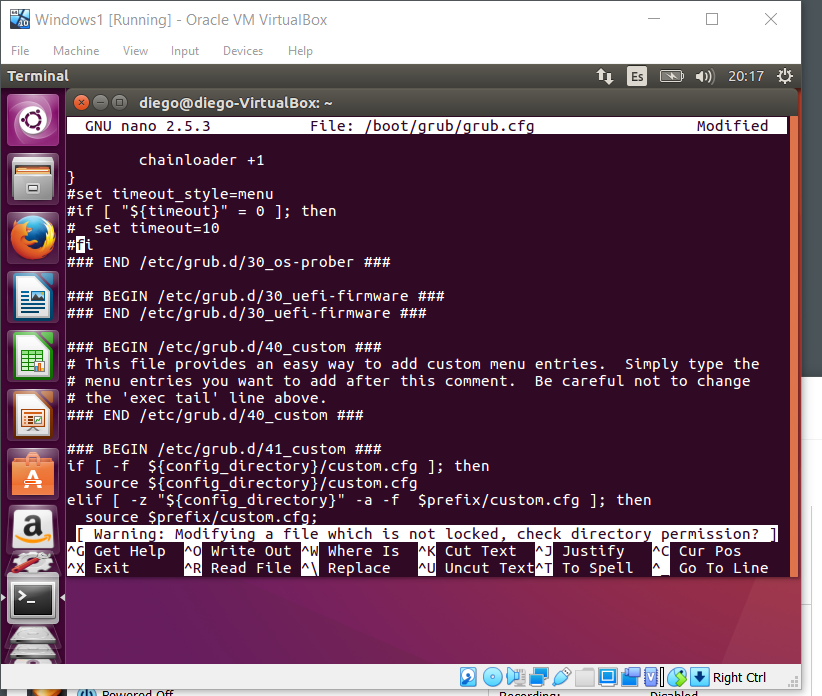 Windows1 [Running] - Oracle VM VirtualBox
File Machine View Input Devices Help
Terminal Es 20:17
diego@diego-VirtualBox: ~
GNU nano 2.5.3 File: /boot/grub/grub.cfg Modified
chainloader +1
}
#set timeout_style=menu
#if [ "${timeout}" = 0 ]; then
#  set timeout=10
#fi
### END /etc/grub.d/30_os-prober ###
### BEGIN /etc/grub.d/30_uefi-firmware ###
### END /etc/grub.d/30_uefi-firmware ###
### BEGIN /etc/grub.d/40_custom ###
# This file provides an easy way to add custom menu entries.  Simply type the
# menu entries you want to add after this comment.  Be careful not to change
# the 'exec tail' line above.
### END /etc/grub.d/40_custom ###
### BEGIN /etc/grub.d/41_custom ###
if [ -f  ${config_directory}/custom.cfg ]; then
  source ${config_directory}/custom.cfg
elif [ -z "${config_directory}" -a -f  $prefix/custom.cfg ]; then
  source $prefix/custom.cfg;
[ Warning: Modifying a file which is not locked, check directory permission? ]
^G Get Help ^O Write Out ^W Where Is ^K Cut Text ^J Justify ^C Cur Pos
^X Exit ^R Read File ^\ Replace ^U Uncut Text ^T To Spell ^_ Go To Line
Right Ctrl
Powered Off Recording: Disabled